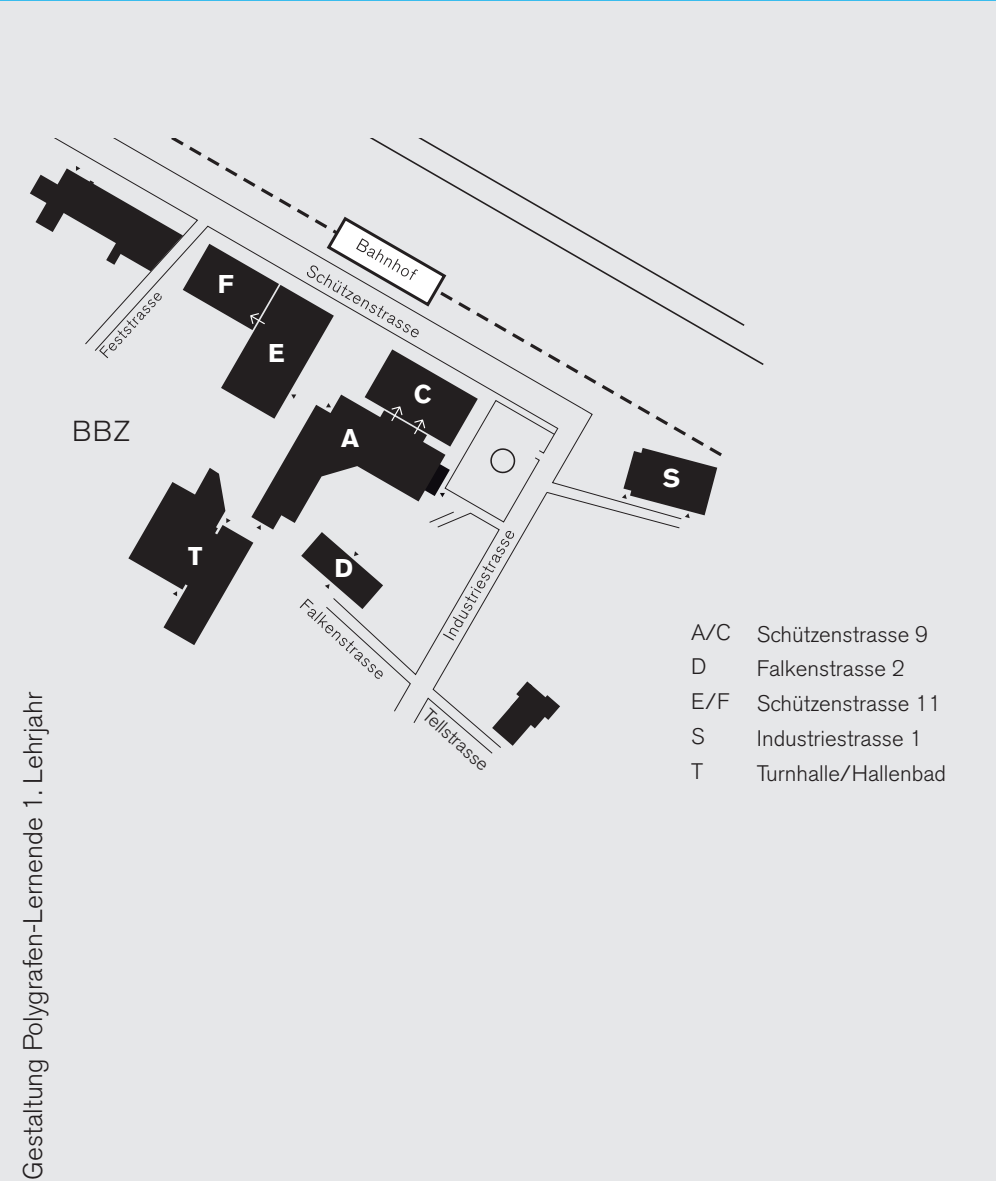 Bahnhof
Schützenstrasse
F
Feststrasse
E
C
BBZ
A
S
T
D
Industriestrasse
Falkenstrasse
Tellstrasse
A/C Schützenstrasse 9
D Falkenstrasse 2
E/F Schützenstrasse 11
S Industriestrasse 1
T Turnhalle/Hallenbad
Gestaltung Polygrafen-Lernende 1. Lehrjahr